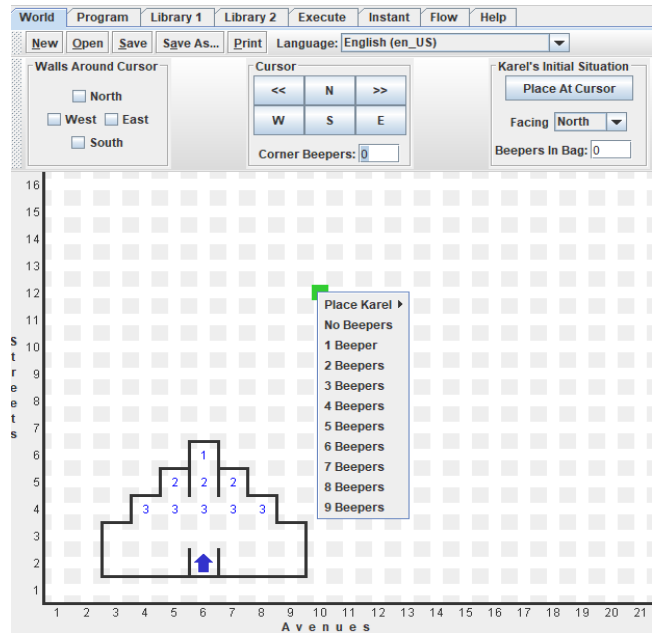 World Program Library 1 Library 2 Execute Instant Flow Help
New Open Save Save As... Print Language: English (en_US)
Walls Around Cursor Cursor Karel's Initial Situation
North << N >> Place At Cursor
West East W S E Facing North
South Corner Beepers: 0 Beepers In Bag: 0
16
15
14
13
12
Place Karel
11 No Beepers
10 1 Beeper
9 2 Beepers
3 Beepers
8 4 Beepers
7 5 Beepers
6 1 6 Beepers
7 Beepers
5 2 2 2 8 Beepers
4 3 3 3 3 3 9 Beepers
3
2
1
Streets
1 2 3 4 5 6 7 8 9 10 11 12 13 14 15 16 17 18 19 20 21
Avenues